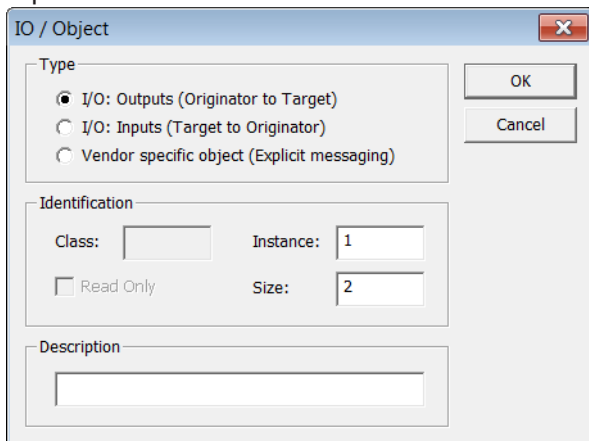 IO / Object
Type
I/O: Outputs (Originator to Target)
I/O: Inputs (Target to Originator)
Vendor specific object (Explicit messaging)
OK
Cancel
Identification
Class:
Instance: 1
Read Only
Size: 2
Description